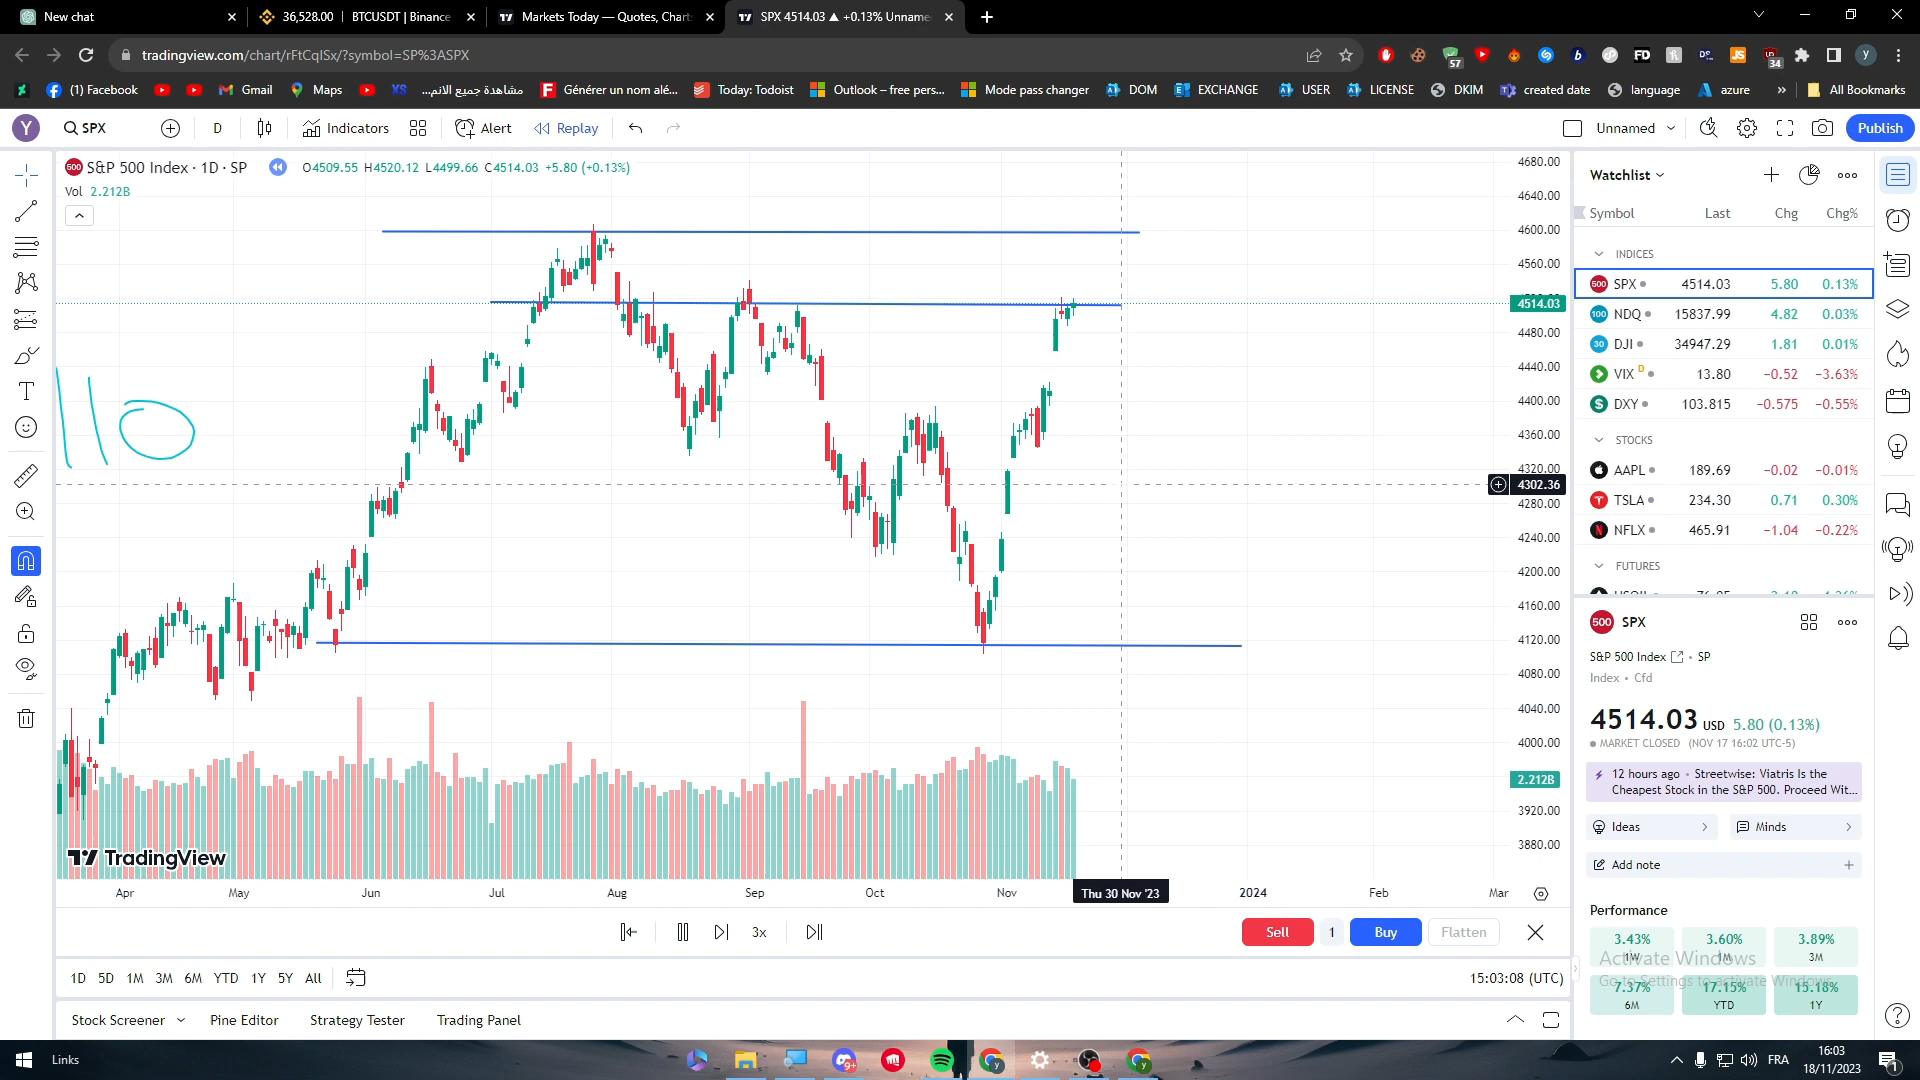 New chat
36,528.00 | BTCUSDT | Binance
Markets Today — Quotes, Chart
SPX 4514.03 ▲ +0.13% Unname
tradingview.com/chart/rFtCqlSx/?symbol=SP%3ASPX
57
34
(1) Facebook
Gmail
Maps
XS
مشاهدة جميع الانم...
Générer un nom alé...
Today: Todoist
Outlook – free pers...
Mode pass changer
DOM
EXCHANGE
USER
LICENSE
DKIM
created date
language
azure
All Bookmarks
Y
SPX
D
Indicators
Alert
Replay
Unnamed
Publish
S&P 500 Index · 1D · SP
O4509.55 H4520.12 L4499.66 C4514.03 +5.80 (+0.13%)
Vol 2.212B
110
4680.00
4640.00
4600.00
4560.00
4514.03
4480.00
4440.00
4400.00
4360.00
4320.00
4302.36
4280.00
4240.00
4200.00
4160.00
4120.00
4080.00
4040.00
4000.00
2.212B
3920.00
3880.00
TradingView
Apr
May
Jun
Jul
Aug
Sep
Oct
Nov
Thu 30 Nov '23
2024
Feb
Mar
3x
Sell
1
Buy
Flatten
1D 5D 1M 3M 6M YTD 1Y 5Y All
15:03:08 (UTC)
Stock Screener
Pine Editor
Strategy Tester
Trading Panel
Watchlist
Symbol Last Chg Chg%
INDICES
SPX 4514.03 5.80 0.13%
NDQ 15837.99 4.82 0.03%
DJI 34947.29 1.81 0.01%
VIX D 13.80 −0.52 −3.63%
DXY 103.815 −0.575 −0.55%
STOCKS
AAPL 189.69 −0.02 −0.01%
TSLA 234.30 0.71 0.30%
NFLX 465.91 −1.04 −0.22%
FUTURES
500 SPX
S&P 500 Index · SP
Index · Cfd
4514.03 USD 5.80 (0.13%)
MARKET CLOSED (NOV 17 16:02 UTC-5)
12 hours ago · Streetwise: Viatris Is the
Cheapest Stock in the S&P 500. Proceed Wit...
Ideas
Minds
Add note
Performance
3.43%
1W
3.60%
1M
3.89%
3M
7.37%
6M
17.15%
YTD
15.18%
1Y
Activate Windows
Go to Settings to activate Windows.
Links
9+
FRA
16:03
18/11/2023
1